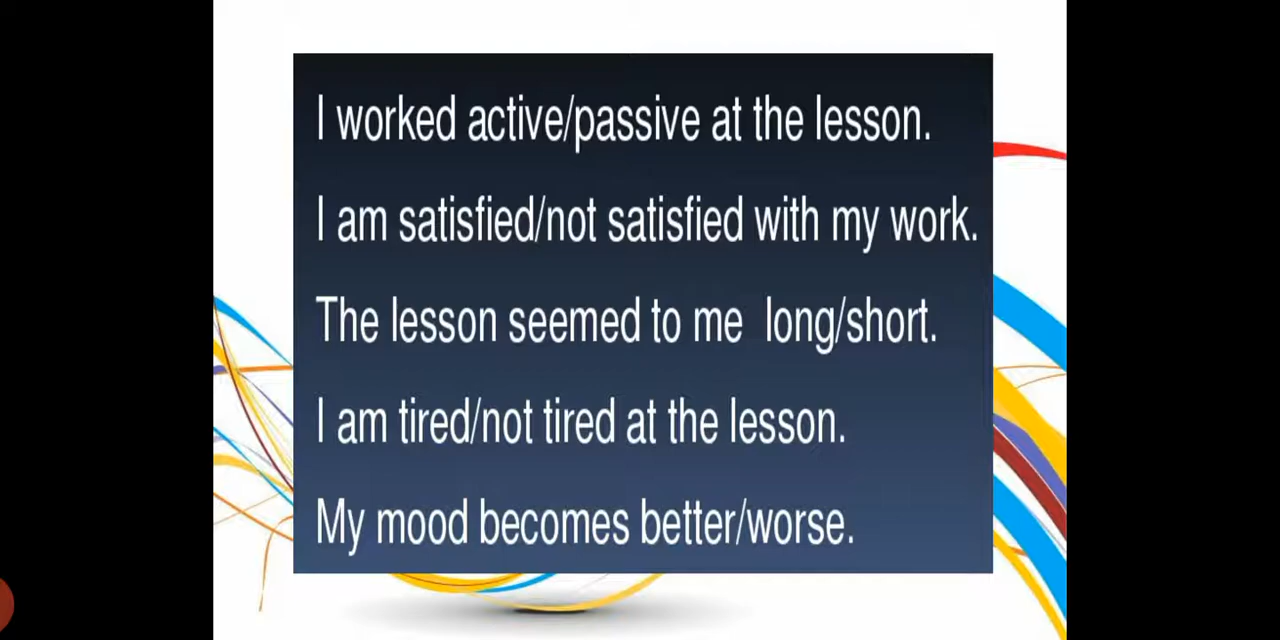 I worked active/passive at the lesson.
I am satisfied/not satisfied with my work.
The lesson seemed to me  long/short.
I am tired/not tired at the lesson.
My mood becomes better/worse.